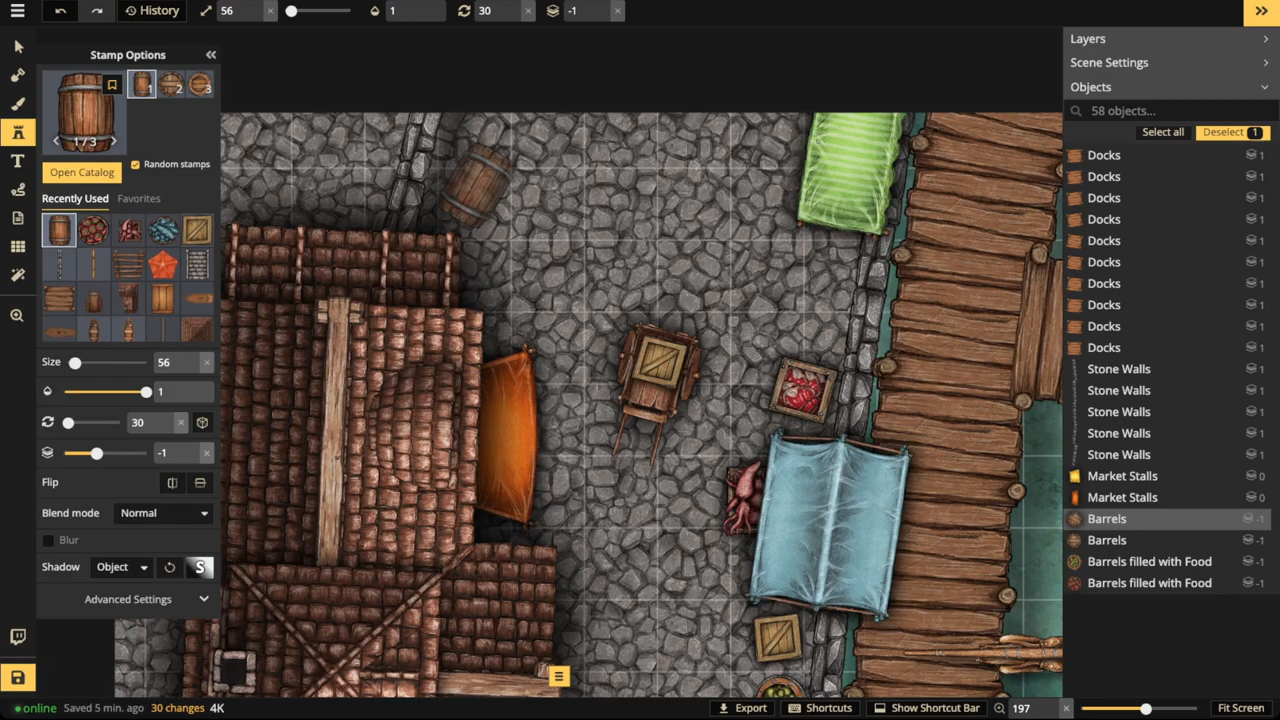 History 56 × 1 30 × -1 ×
Stamp Options
1 2 3
1 / 3
Open Catalog Random stamps
Recently Used Favorites
Size 56 ×
1
30 ×
-1 ×
Flip
Blend mode Normal
Blur
Shadow Object S
Advanced Settings
Layers
Scene Settings
Objects
58 objects...
Select all Deselect 1
Docks 1
Docks 1
Docks 1
Docks 1
Docks 1
Docks 1
Docks 1
Docks 1
Docks 1
Docks 1
Stone Walls 1
Stone Walls 1
Stone Walls 1
Stone Walls 1
Stone Walls 1
Market Stalls 0
Market Stalls 0
Barrels -1
Barrels -1
Barrels filled with Food -1
Barrels filled with Food -1
online Saved 5 min. ago 30 changes 4K Export Shortcuts Show Shortcut Bar 197 × Fit Screen